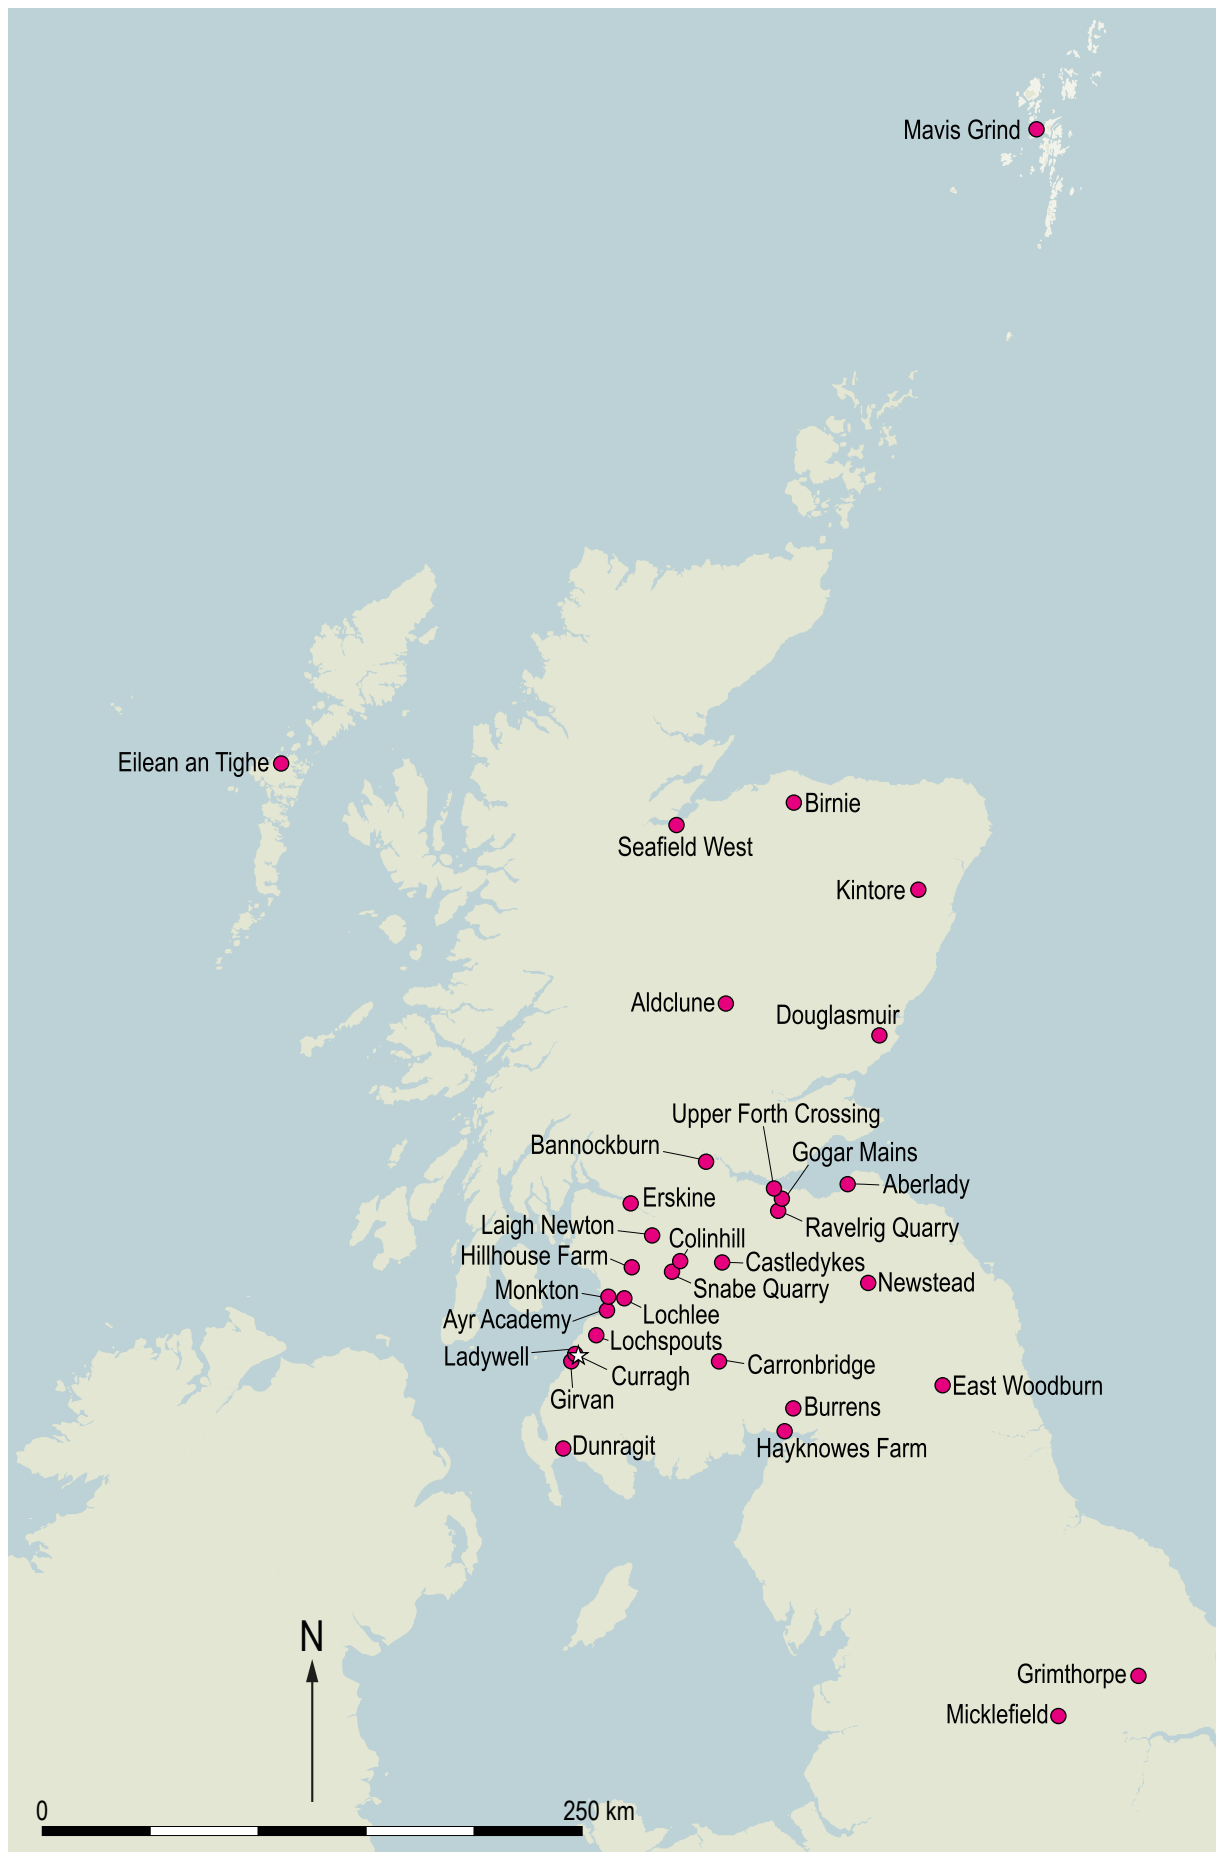 Mavis Grind
Eilean an Tighe
Birnie
Seafield West
Kintore
Aldclune
Douglasmuir
Upper Forth Crossing
Bannockburn
Gogar Mains
Aberlady
Erskine
Ravelrig Quarry
Laigh Newton
Colinhill
Hillhouse Farm
Castledykes
Newstead
Snabe Quarry
Monkton
Lochlee
Ayr Academy
Lochspouts
Ladywell
Carronbridge
Curragh
East Woodburn
Girvan
Burrens
Dunragit
Hayknowes Farm
N
Grimthorpe
Micklefield
0
250 km